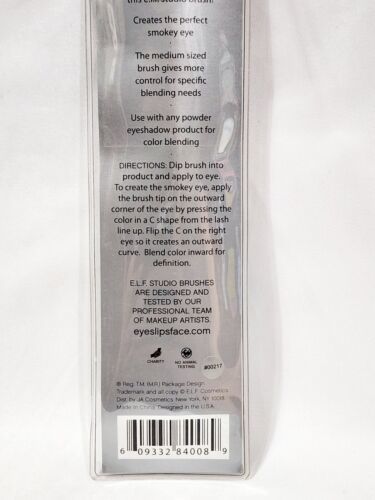 this E.l.f. studio brush!
Creates the perfect
smokey eye
·
The medium sized
brush gives more
control for specific
blending needs
·
Use with any powder
eyeshadow product for
color blending
·
DIRECTIONS: Dip brush into
product and apply to eye.
To create the smokey eye, apply
the brush tip on the outward
corner of the eye by pressing the
color in a C shape from the lash
line up. Flip the C on the right
eye so it creates an outward
curve. Blend color inward for
definition.
E.L.F. STUDIO BRUSHES
ARE DESIGNED AND
TESTED BY OUR
PROFESSIONAL TEAM
OF MAKEUP ARTISTS.
eyeslipsface.com
CHARITY
NO ANIMAL
TESTING
#00217
® Reg. TM. (M.R) Package Design
Trademark and all copy © E.L.F. Cosmetics
Dist. by JA Cosmetics New York, NY 10018
Made in China. Designed in the U.S.A.
6 09332 84008 9